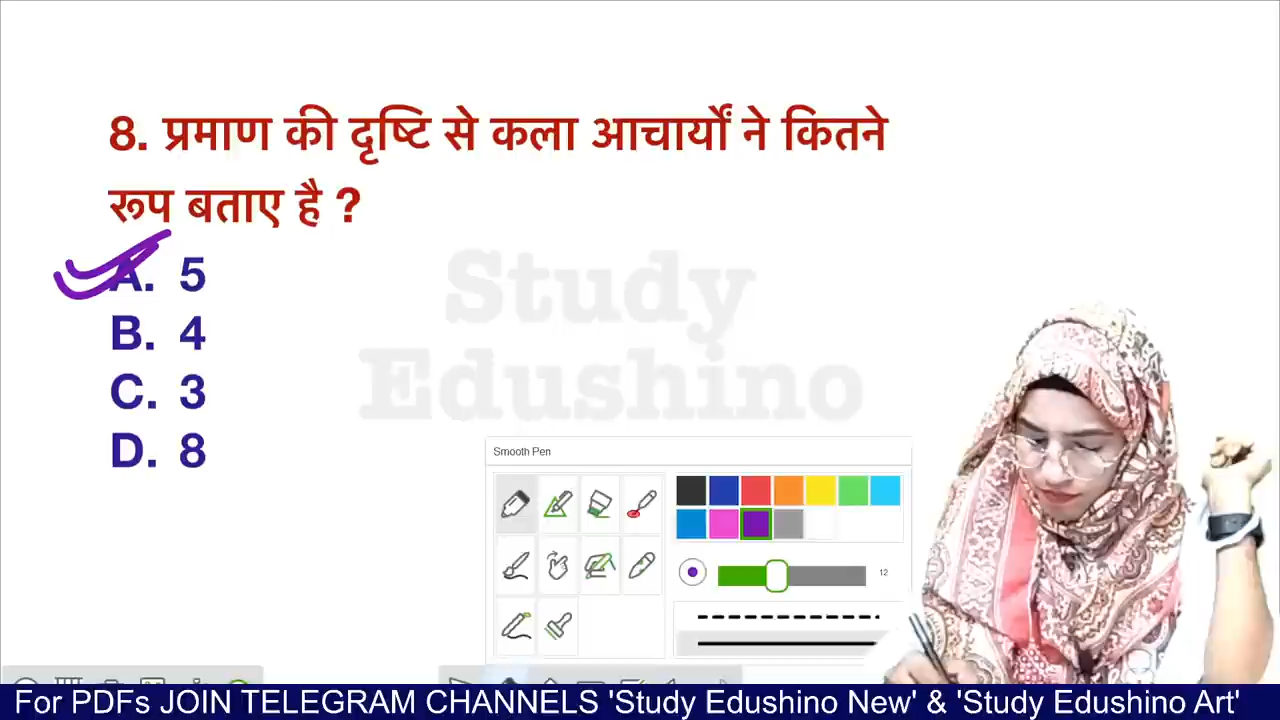 8. प्रमाण की दृष्टि से कला आचार्यों ने कितने
रूप बताए है ?
A. 5
B. 4
C. 3
D. 8
Study
Edushino
Smooth Pen
12
For PDFs JOIN TELEGRAM CHANNELS 'Study Edushino New' & 'Study Edushino Art'